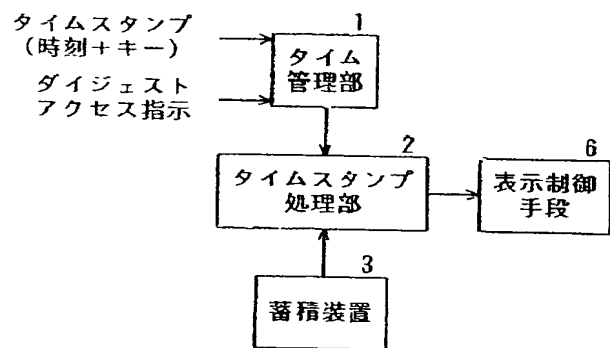 タイムスタンプ
(時刻+キー)
ダイジェスト
アクセス指示
1
タイム
管理部
2
タイムスタンプ
処理部
6
表示制御
手段
3
蓄積装置